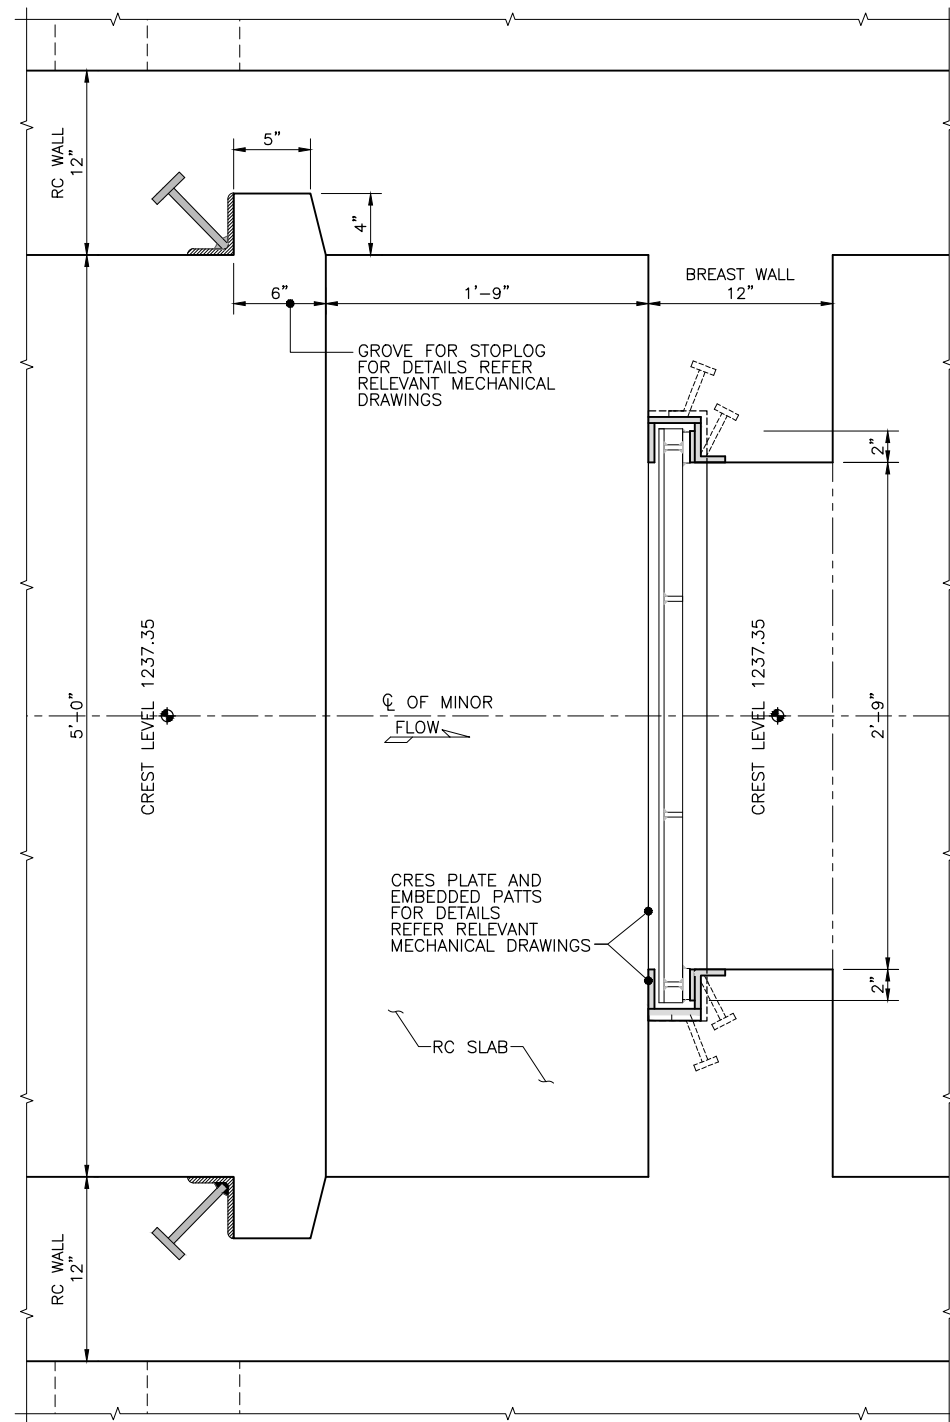 RC WALL
12"
5"
4"
6"
1'-9"
BREAST WALL
12"
GROVE FOR STOPLOG
FOR DETAILS REFER
RELEVANT MECHANICAL
DRAWINGS
2"
CREST LEVEL 1237.35
5'-0"
℄ OF MINOR
FLOW
CREST LEVEL 1237.35
2'-9"
CRES PLATE AND
EMBEDDED PATTS
FOR DETAILS
REFER RELEVANT
MECHANICAL DRAWINGS
2"
RC SLAB
RC WALL
12"